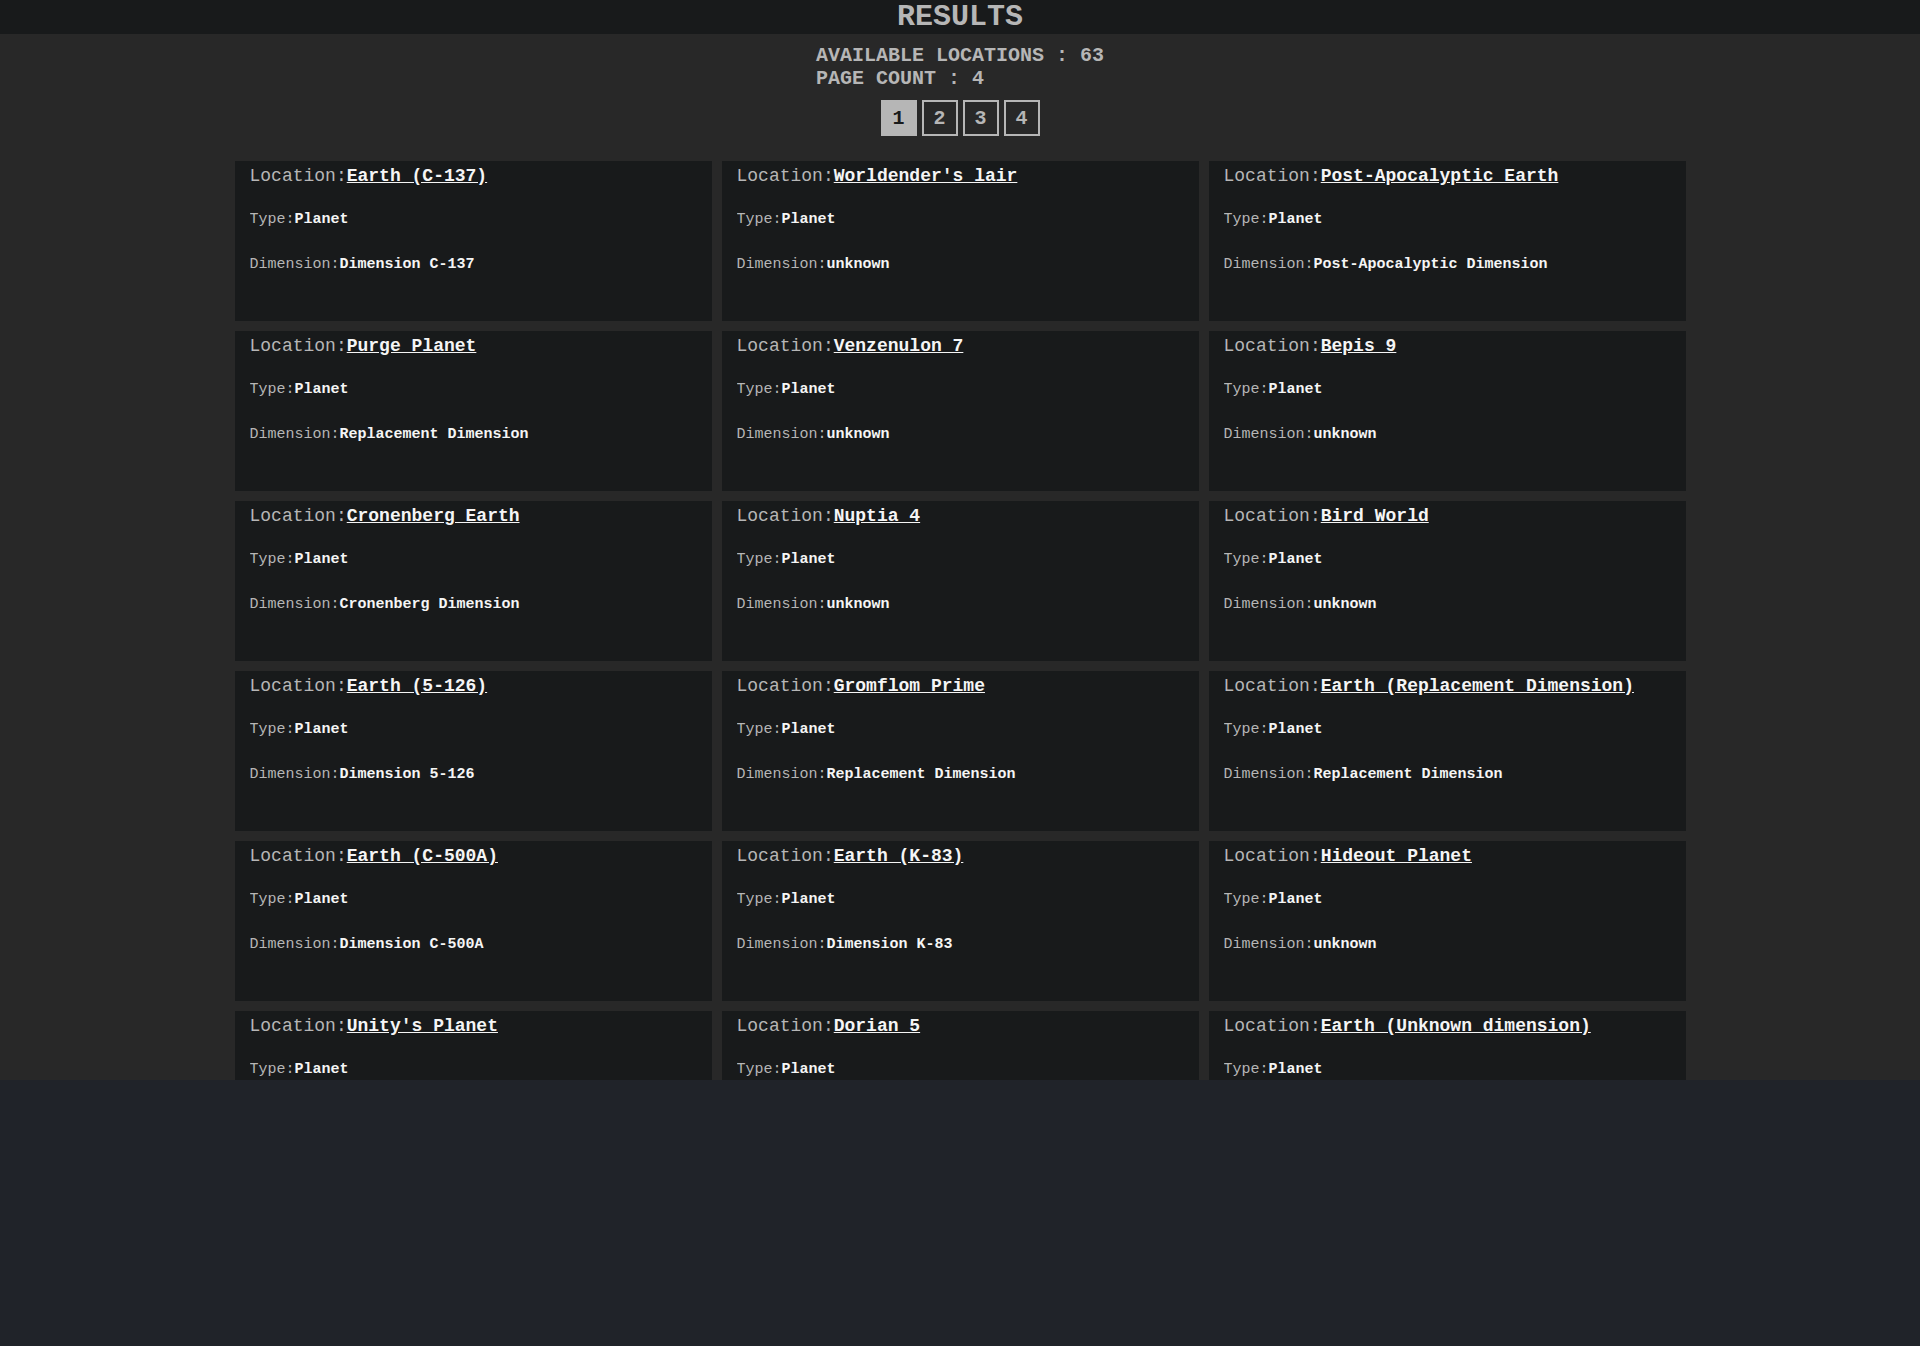 RESULTS
AVAILABLE LOCATIONS : 63
PAGE COUNT : 4
1 2 3 4
Location:Earth (C-137)
Type:Planet
Dimension:Dimension C-137
Location:Worldender's lair
Type:Planet
Dimension:unknown
Location:Post-Apocalyptic Earth
Type:Planet
Dimension:Post-Apocalyptic Dimension
Location:Purge Planet
Type:Planet
Dimension:Replacement Dimension
Location:Venzenulon 7
Type:Planet
Dimension:unknown
Location:Bepis 9
Type:Planet
Dimension:unknown
Location:Cronenberg Earth
Type:Planet
Dimension:Cronenberg Dimension
Location:Nuptia 4
Type:Planet
Dimension:unknown
Location:Bird World
Type:Planet
Dimension:unknown
Location:Earth (5-126)
Type:Planet
Dimension:Dimension 5-126
Location:Gromflom Prime
Type:Planet
Dimension:Replacement Dimension
Location:Earth (Replacement Dimension)
Type:Planet
Dimension:Replacement Dimension
Location:Earth (C-500A)
Type:Planet
Dimension:Dimension C-500A
Location:Earth (K-83)
Type:Planet
Dimension:Dimension K-83
Location:Hideout Planet
Type:Planet
Dimension:unknown
Location:Unity's Planet
Type:Planet
Location:Dorian 5
Type:Planet
Location:Earth (Unknown dimension)
Type:Planet